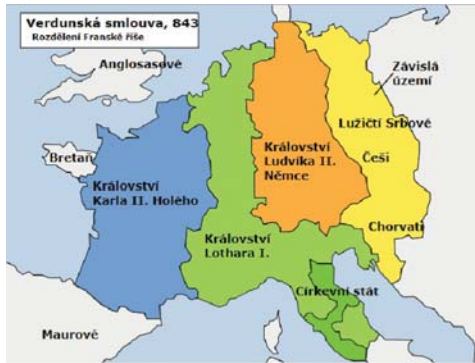 Verdunská smlouva, 843
Rozdělení Franské říše
Anglosasové
Závislá
území
Lužičtí Srbové
Bretaň
Království
Ludvíka II.
Němce
Češi
Království
Karla II. Holého
Chorvati
Království
Lothara I.
Církevní stát
Maurové